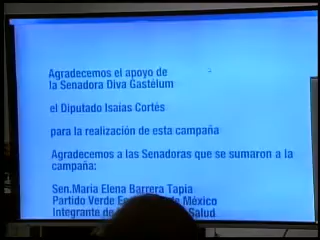 Agradecemos el apoyo de
la Senadora Diva Gastélum
el Diputado Isaías Cortés
para la realización de esta campaña
Agradecemos a las Senadoras que se sumaron a la
campaña:
Sen.María Elena Barrera Tapia
Partido Verde de México
Integrante de Salud